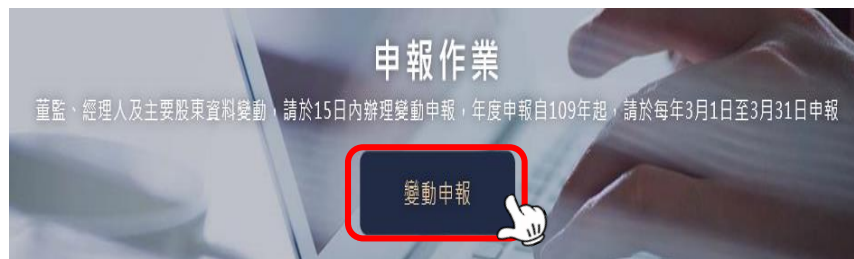 申報作業
董監、經理人及主要股東資料變動，請於15日內辦理變動申報，年度申報自109年起，請於每年3月1日至3月31日申報
變動申報